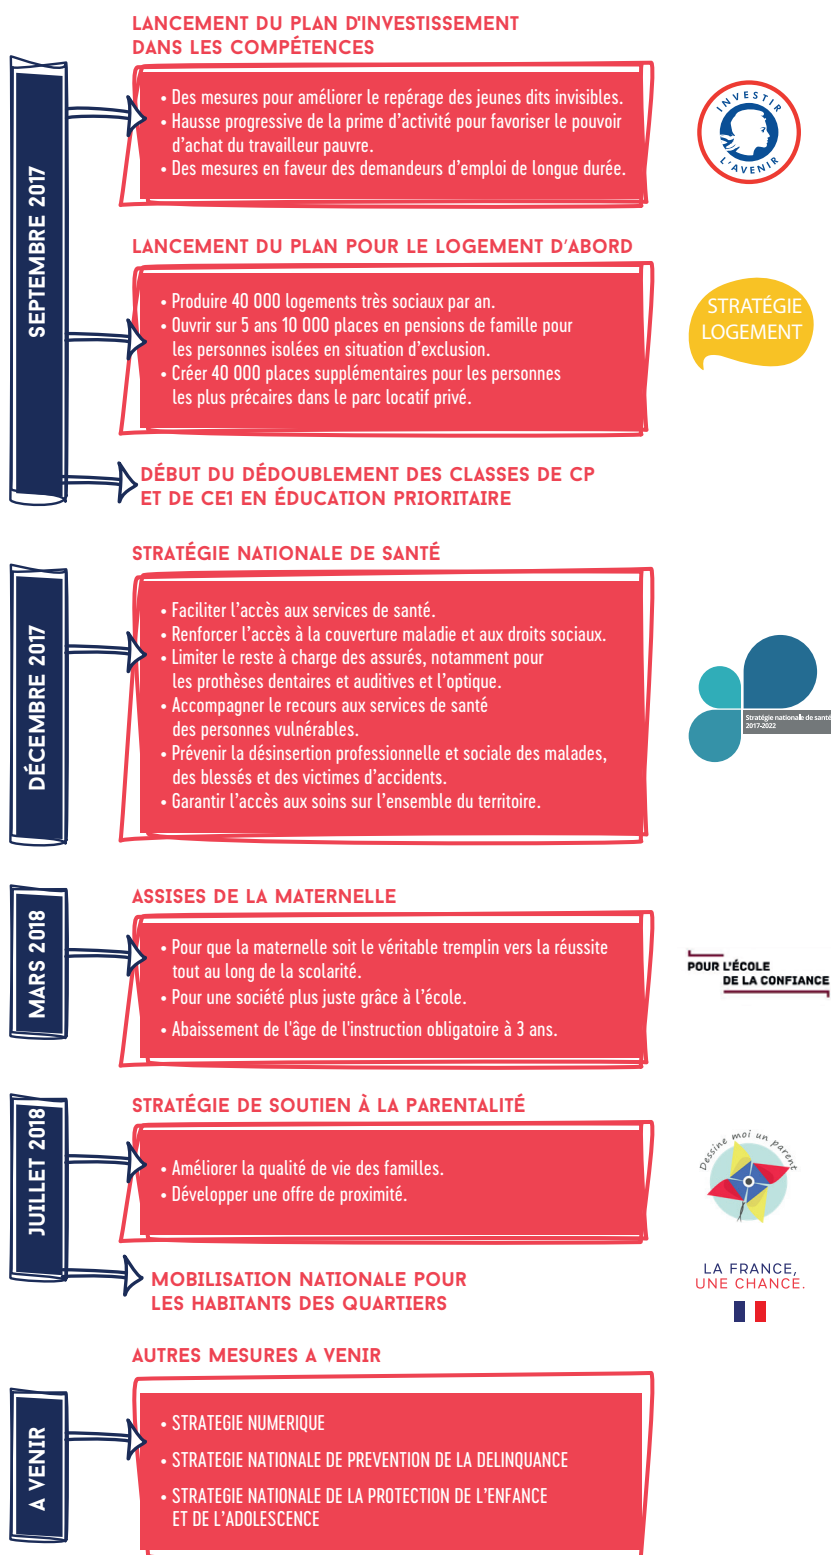 LANCEMENT DU PLAN D'INVESTISSEMENT
DANS LES COMPÉTENCES
SEPTEMBRE 2017
• Des mesures pour améliorer le repérage des jeunes dits invisibles.
• Hausse progressive de la prime d’activité pour favoriser le pouvoir
d’achat du travailleur pauvre.
• Des mesures en faveur des demandeurs d’emploi de longue durée.
INVESTIR
L'AVENIR
LANCEMENT DU PLAN POUR LE LOGEMENT D’ABORD
• Produire 40 000 logements très sociaux par an.
• Ouvrir sur 5 ans 10 000 places en pensions de famille pour
les personnes isolées en situation d’exclusion.
• Créer 40 000 places supplémentaires pour les personnes
les plus précaires dans le parc locatif privé.
STRATÉGIE
LOGEMENT
DÉBUT DU DÉDOUBLEMENT DES CLASSES DE CP
ET DE CE1 EN ÉDUCATION PRIORITAIRE
STRATÉGIE NATIONALE DE SANTÉ
DÉCEMBRE 2017
• Faciliter l’accès aux services de santé.
• Renforcer l’accès à la couverture maladie et aux droits sociaux.
• Limiter le reste à charge des assurés, notamment pour
les prothèses dentaires et auditives et l’optique.
• Accompagner le recours aux services de santé
des personnes vulnérables.
• Prévenir la désinsertion professionnelle et sociale des malades,
des blessés et des victimes d’accidents.
• Garantir l’accès aux soins sur l’ensemble du territoire.
Stratégie nationale de santé
2017-2022
ASSISES DE LA MATERNELLE
MARS 2018
• Pour que la maternelle soit le véritable tremplin vers la réussite
tout au long de la scolarité.
• Pour une société plus juste grâce à l’école.
• Abaissement de l'âge de l'instruction obligatoire à 3 ans.
POUR L'ÉCOLE
DE LA CONFIANCE
STRATÉGIE DE SOUTIEN À LA PARENTALITÉ
JUILLET 2018
• Améliorer la qualité de vie des familles.
• Développer une offre de proximité.
Dessine moi un parent
MOBILISATION NATIONALE POUR
LES HABITANTS DES QUARTIERS
LA FRANCE,
UNE CHANCE.
AUTRES MESURES A VENIR
A VENIR
• STRATEGIE NUMERIQUE
• STRATEGIE NATIONALE DE PREVENTION DE LA DELINQUANCE
• STRATEGIE NATIONALE DE LA PROTECTION DE L’ENFANCE
ET DE L’ADOLESCENCE